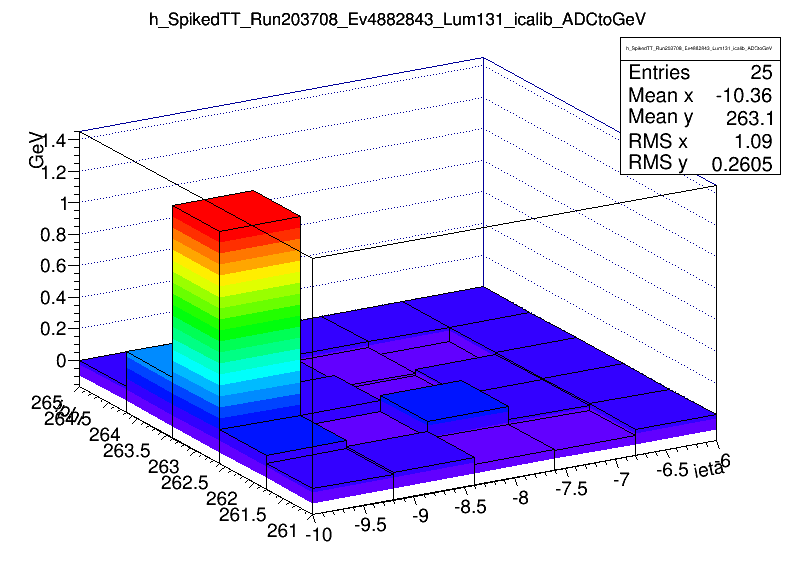 h_SpikedTT_Run203708_Ev4882843_Lum131_icalib_ADCtoGeV
h_SpikedTT_Run203708_Ev4882843_Lum131_icalib_ADCtoGeV
Entries 25
Mean x -10.36
Mean y 263.1
RMS x 1.09
RMS y 0.2605
GeV
1.4
1.2
1
0.8
0.6
0.4
0.2
0
265
264.5
264
263.5
263
262.5
262
261.5
261
-10
-9.5
-9
-8.5
-8
-7.5
-7
-6.5
-6
ieta